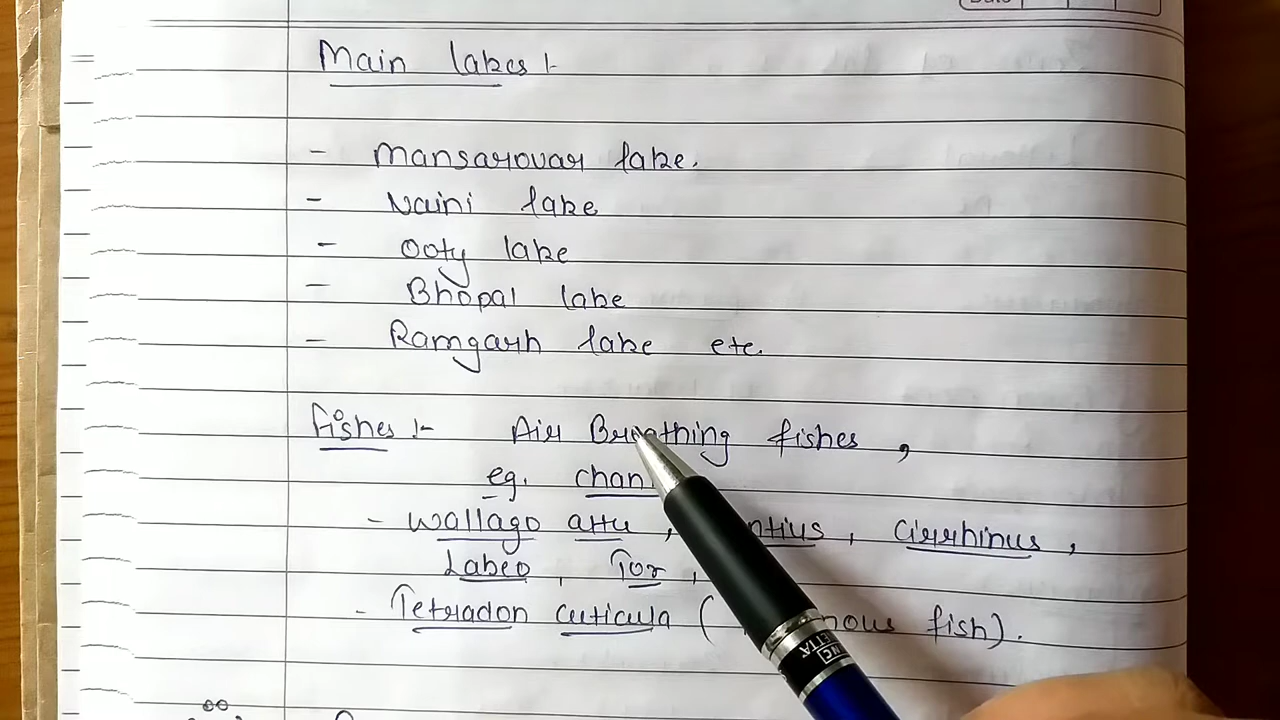 Main lakes :-
- Mansarovar lake.
- Naini lake
- Ooty lake
- Bhopal lake
- Ramgarh lake etc.
Fishes :- Air Breathing fishes,
eg.
- Wallago attu, Cirrhinus,
Labeo, Tor,
- Tetradon cuticula ( fish).